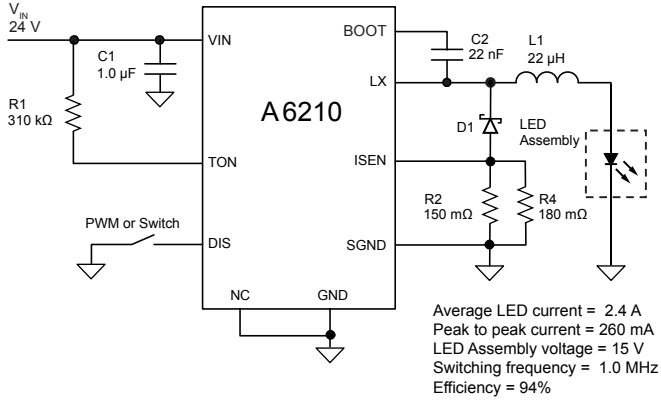 V_IN
24 V
VIN
C1
1.0 µF
R1
310 kΩ
TON
PWM or Switch
DIS
NC
GND
A6210
BOOT
C2
22 nF
L1
22 µH
LX
D1
LED
Assembly
ISEN
R2
150 mΩ
R4
180 mΩ
SGND
Average LED current = 2.4 A
Peak to peak current = 260 mA
LED Assembly voltage = 15 V
Switching frequency = 1.0 MHz
Efficiency = 94%